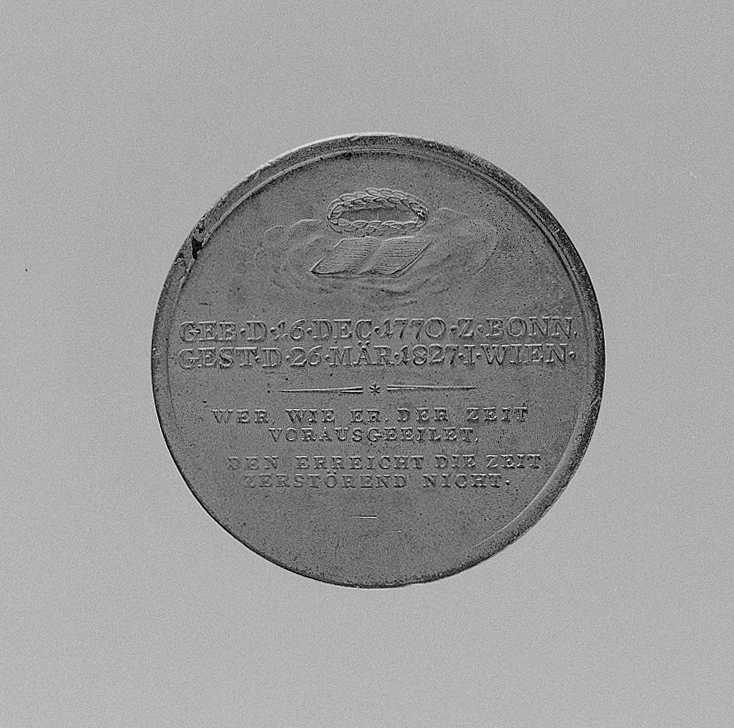 GEB·D·16·DEC·1770·Z·BONN,
GEST·D·26·MÄR·1827·I·WIEN·
WER, WIE ER, DER ZEIT
VORAUSGEEILET,
DEN ERREICHT DIE ZEIT
ZERSTÖREND NICHT.